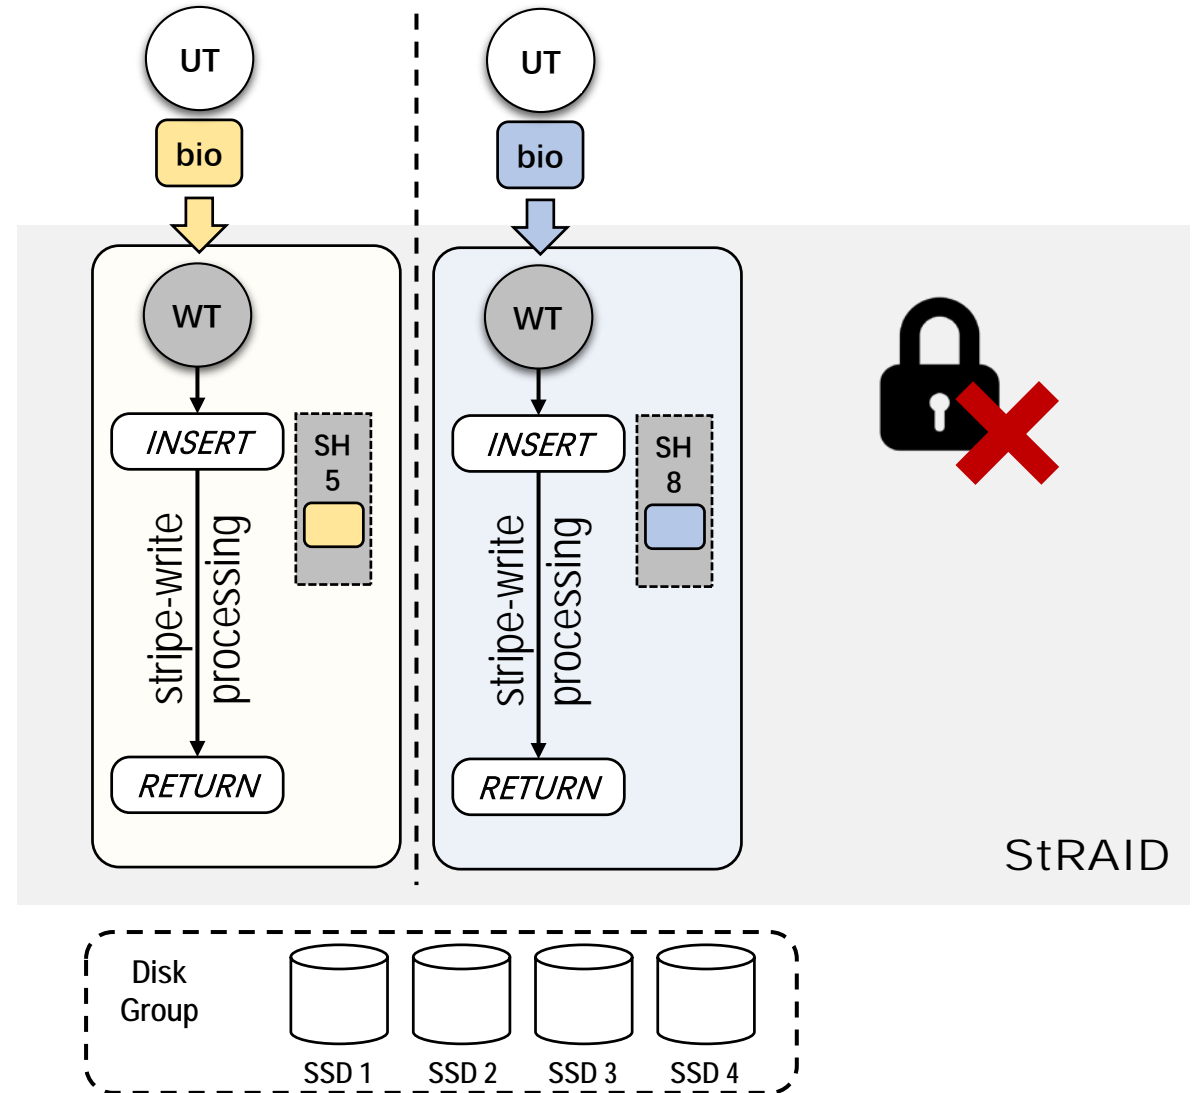 UT
bio
WT
INSERT
SH
5
stripe-write
processing
RETURN
UT
bio
WT
INSERT
SH
8
stripe-write
processing
RETURN
StRAID
Disk
Group
SSD 1
SSD 2
SSD 3
SSD 4